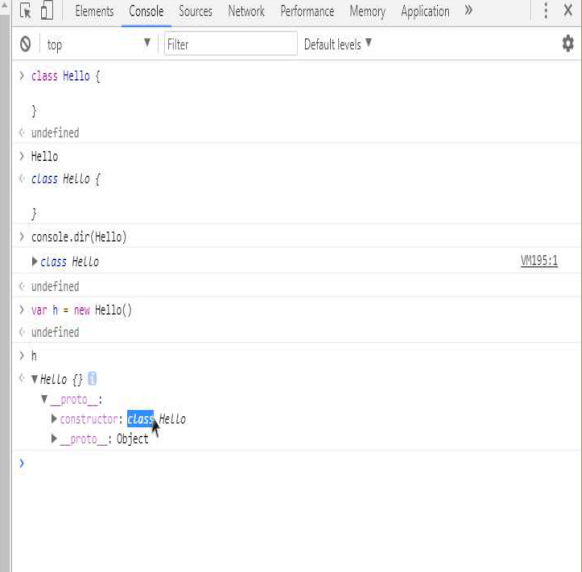 Elements Console Sources Network Performance Memory Application »
top Filter Default levels ▼
> class Hello {
}
undefined
> Hello
class Hello {
}
> console.dir(Hello)
▶ class Hello VM195:1
undefined
> var h = new Hello()
undefined
> h
▼ Hello {} i
▼ __proto__:
▶ constructor: class Hello
▶ __proto__: Object
>